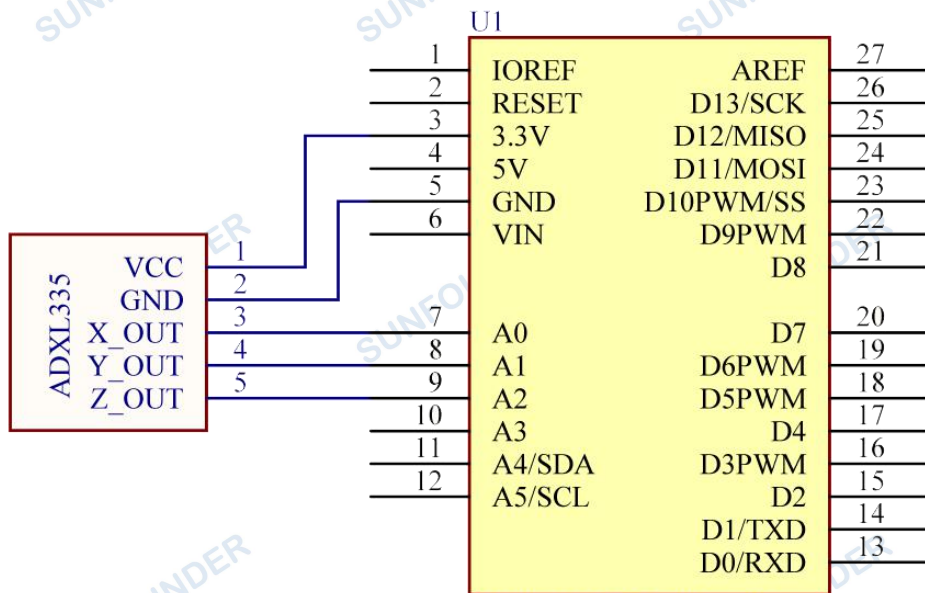 SUNFOUNDER
SUNFOUNDER
SUNFOUNDER
U1
1 IOREF AREF 27
2 RESET D13/SCK 26
3 3.3V D12/MISO 25
4 5V D11/MOSI 24
5 GND D10PWM/SS 23
6 VIN D9PWM 22
D8 21
ADXL335
VCC 1
GND 2
X_OUT 3
Y_OUT 4
Z_OUT 5
7 A0 D7 20
8 A1 D6PWM 19
9 A2 D5PWM 18
10 A3 D4 17
11 A4/SDA D3PWM 16
12 A5/SCL D2 15
D1/TXD 14
D0/RXD 13